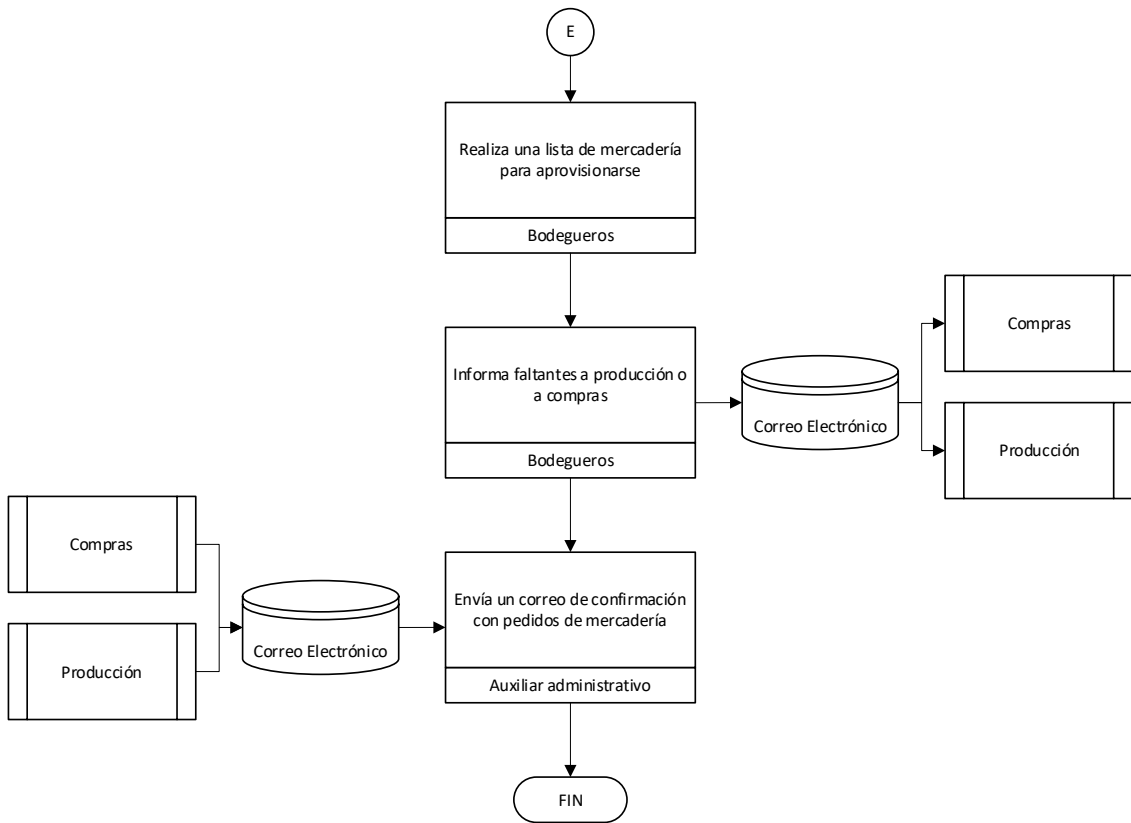 E
Realiza una lista de mercadería
para aprovisionarse
Bodegueros
Informa faltantes a producción o
a compras
Bodegueros
Correo Electrónico
Compras
Producción
Compras
Producción
Correo Electrónico
Envía un correo de confirmación
con pedidos de mercadería
Auxiliar administrativo
FIN